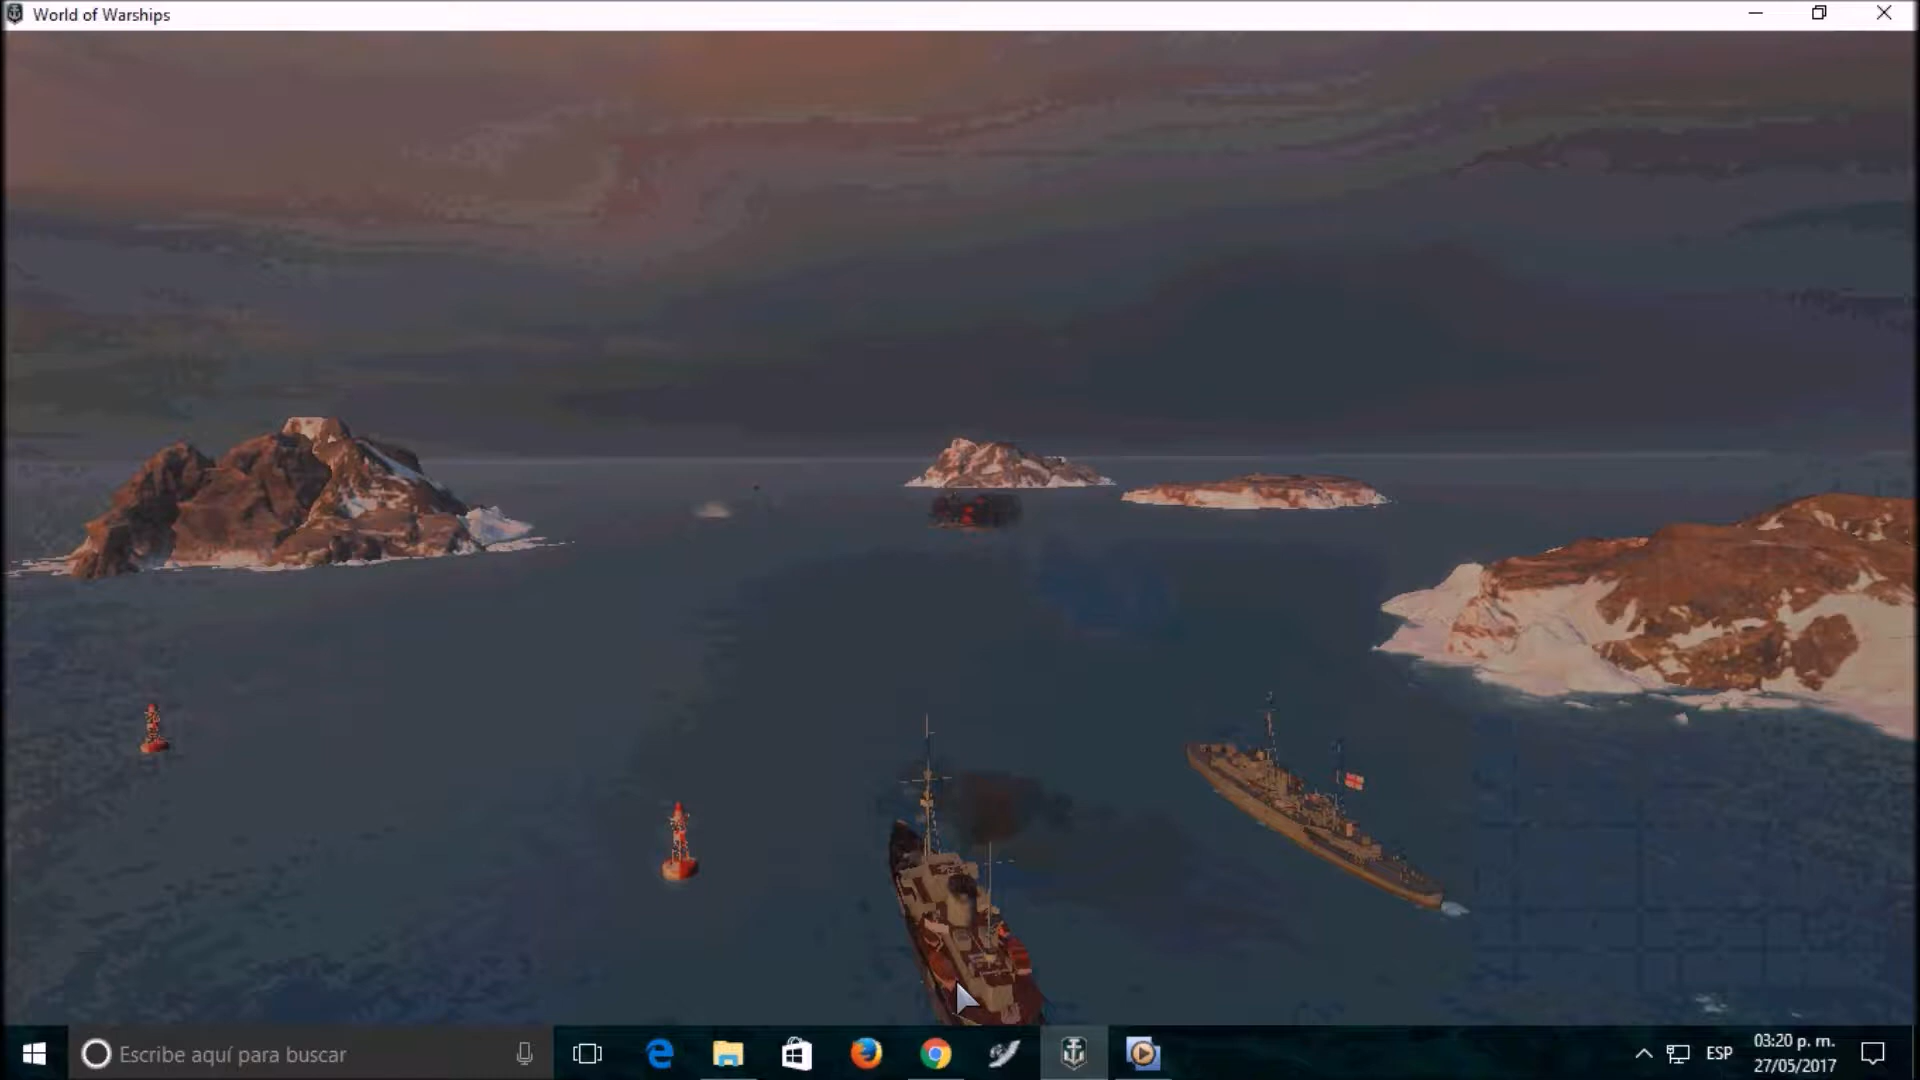 World of Warships
Escribe aquí para buscar
ESP
03:20 p. m.
27/05/2017